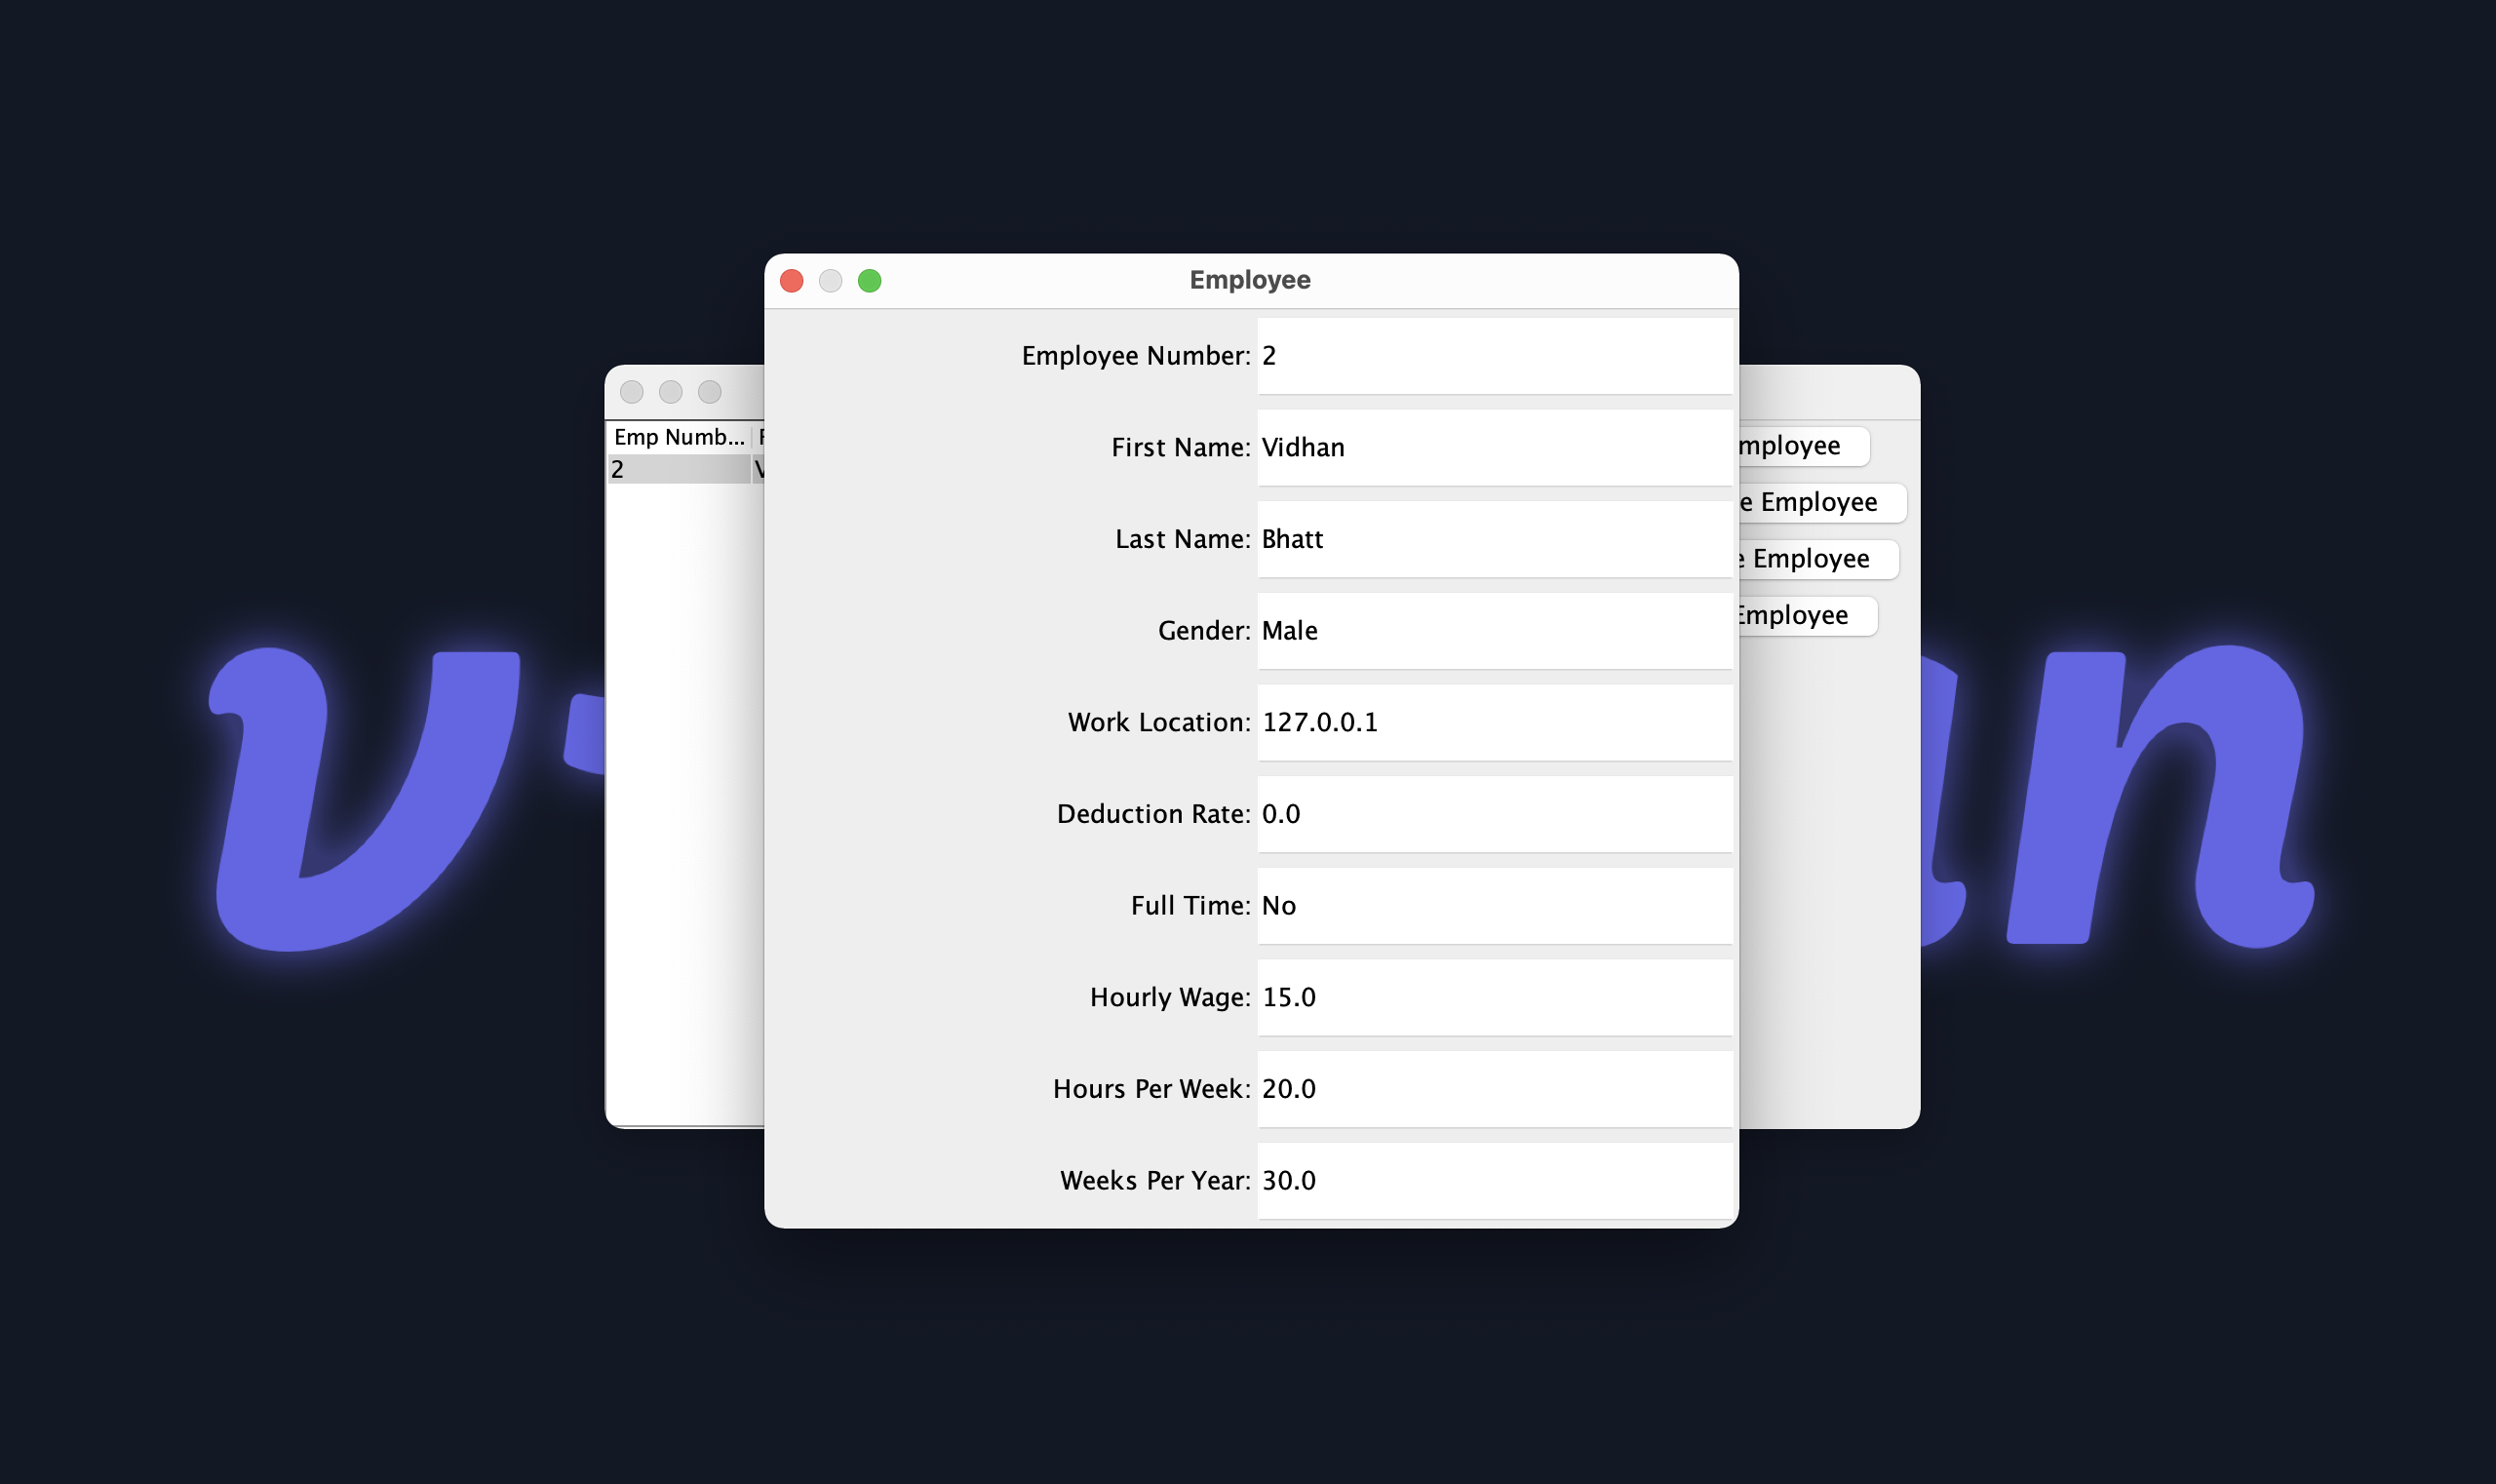 Employee
Employee Number: 2
First Name: Vidhan
Last Name: Bhatt
Gender: Male
Work Location: 127.0.0.1
Deduction Rate: 0.0
Full Time: No
Hourly Wage: 15.0
Hours Per Week: 20.0
Weeks Per Year: 30.0
Emp Numb...
2
Employee
Employee
Employee